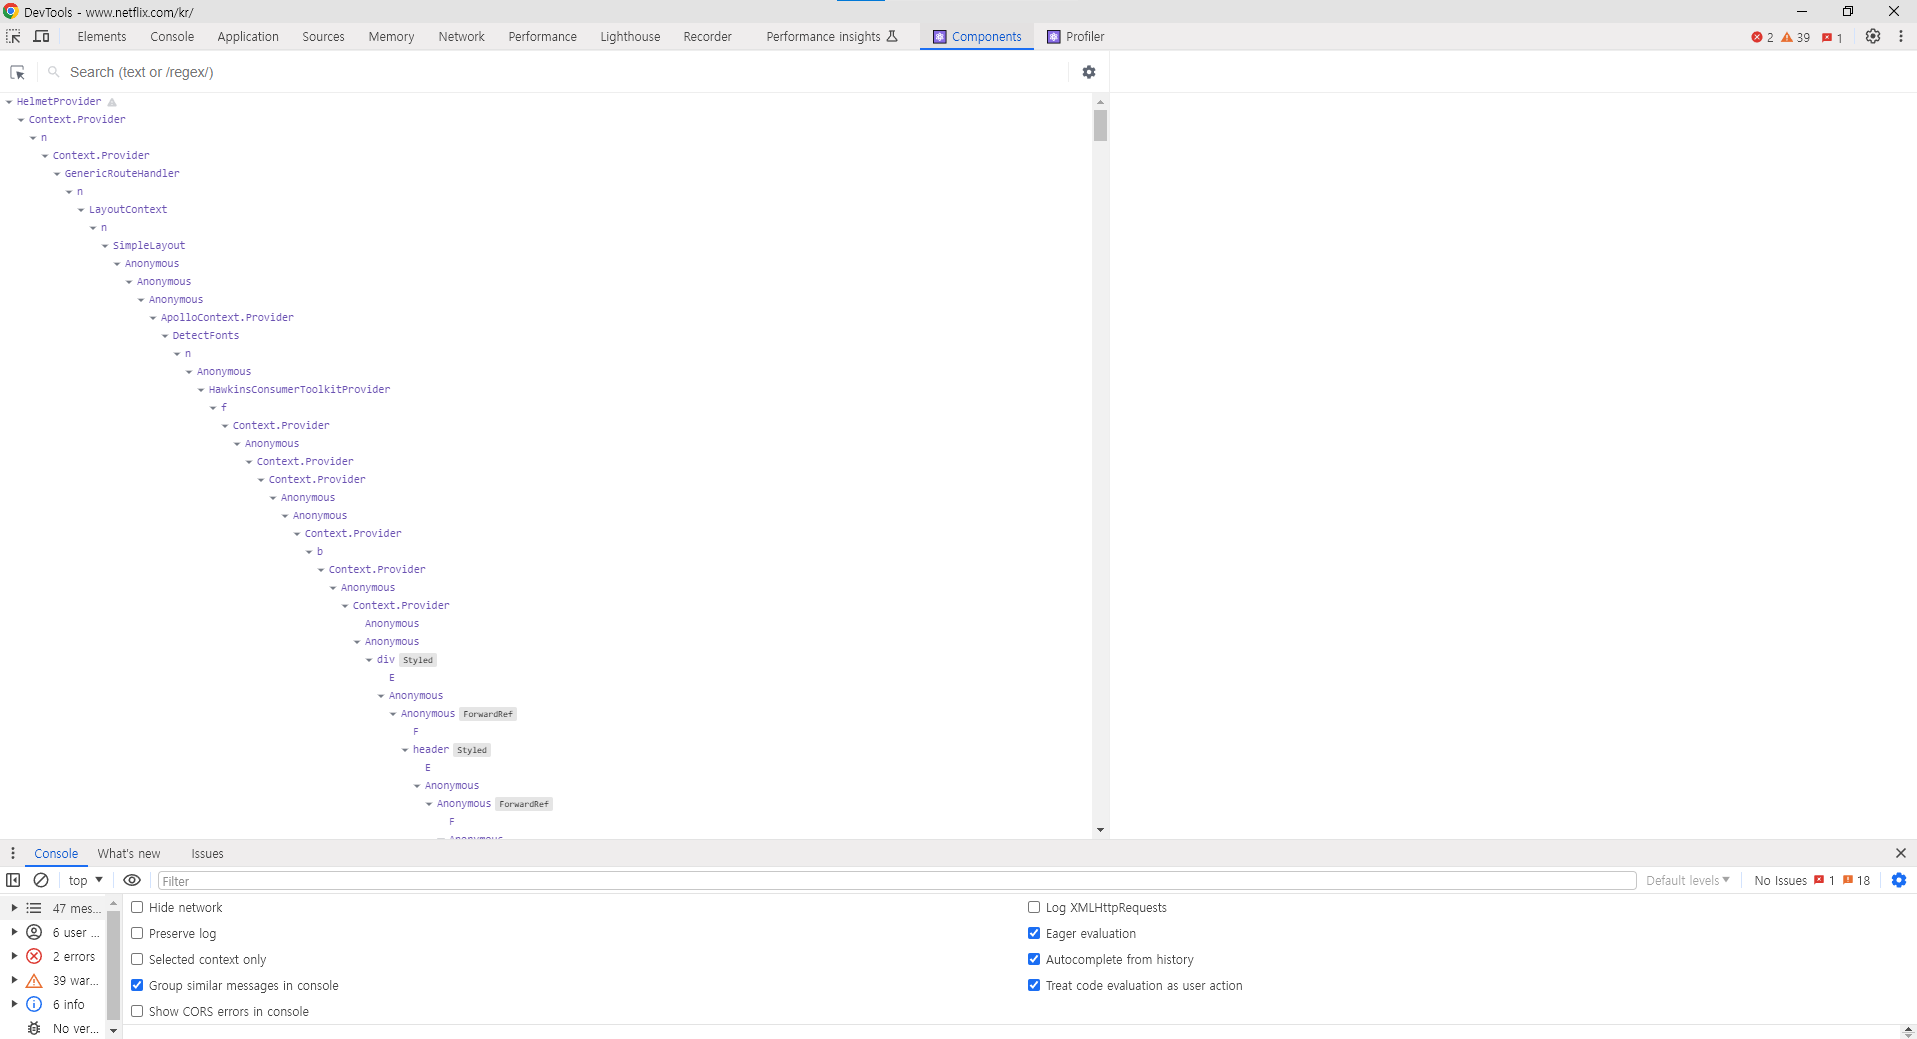 DevTools - www.netflix.com/kr/
Elements Console Application Sources Memory Network Performance Lighthouse Recorder Performance insights Components Profiler 2 39 1
Search (text or /regex/)
HelmetProvider
Context.Provider
n
Context.Provider
GenericRouteHandler
n
LayoutContext
n
SimpleLayout
Anonymous
Anonymous
Anonymous
ApolloContext.Provider
DetectFonts
n
Anonymous
HawkinsConsumerToolkitProvider
f
Context.Provider
Anonymous
Context.Provider
Context.Provider
Anonymous
Anonymous
Context.Provider
b
Context.Provider
Anonymous
Context.Provider
Anonymous
Anonymous
div Styled
E
Anonymous
Anonymous ForwardRef
F
header Styled
E
Anonymous
Anonymous ForwardRef
F
Anonymous
Console What's new Issues
top Filter Default levels No Issues 1 18
47 mes... Hide network Log XMLHttpRequests
6 user ... Preserve log Eager evaluation
2 errors Selected context only Autocomplete from history
39 war... Group similar messages in console Treat code evaluation as user action
6 info Show CORS errors in console
No ver...